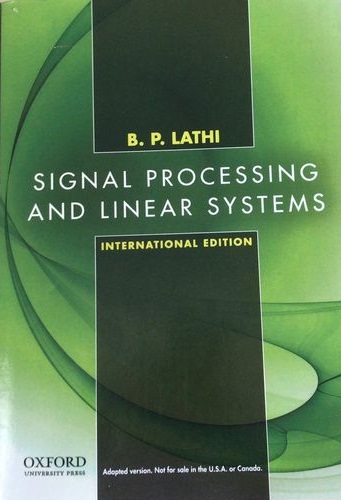 B. P. LATHI
SIGNAL PROCESSING
AND LINEAR SYSTEMS
INTERNATIONAL EDITION
Adapted version. Not for sale in the U.S.A. or Canada.
OXFORD
UNIVERSITY PRESS